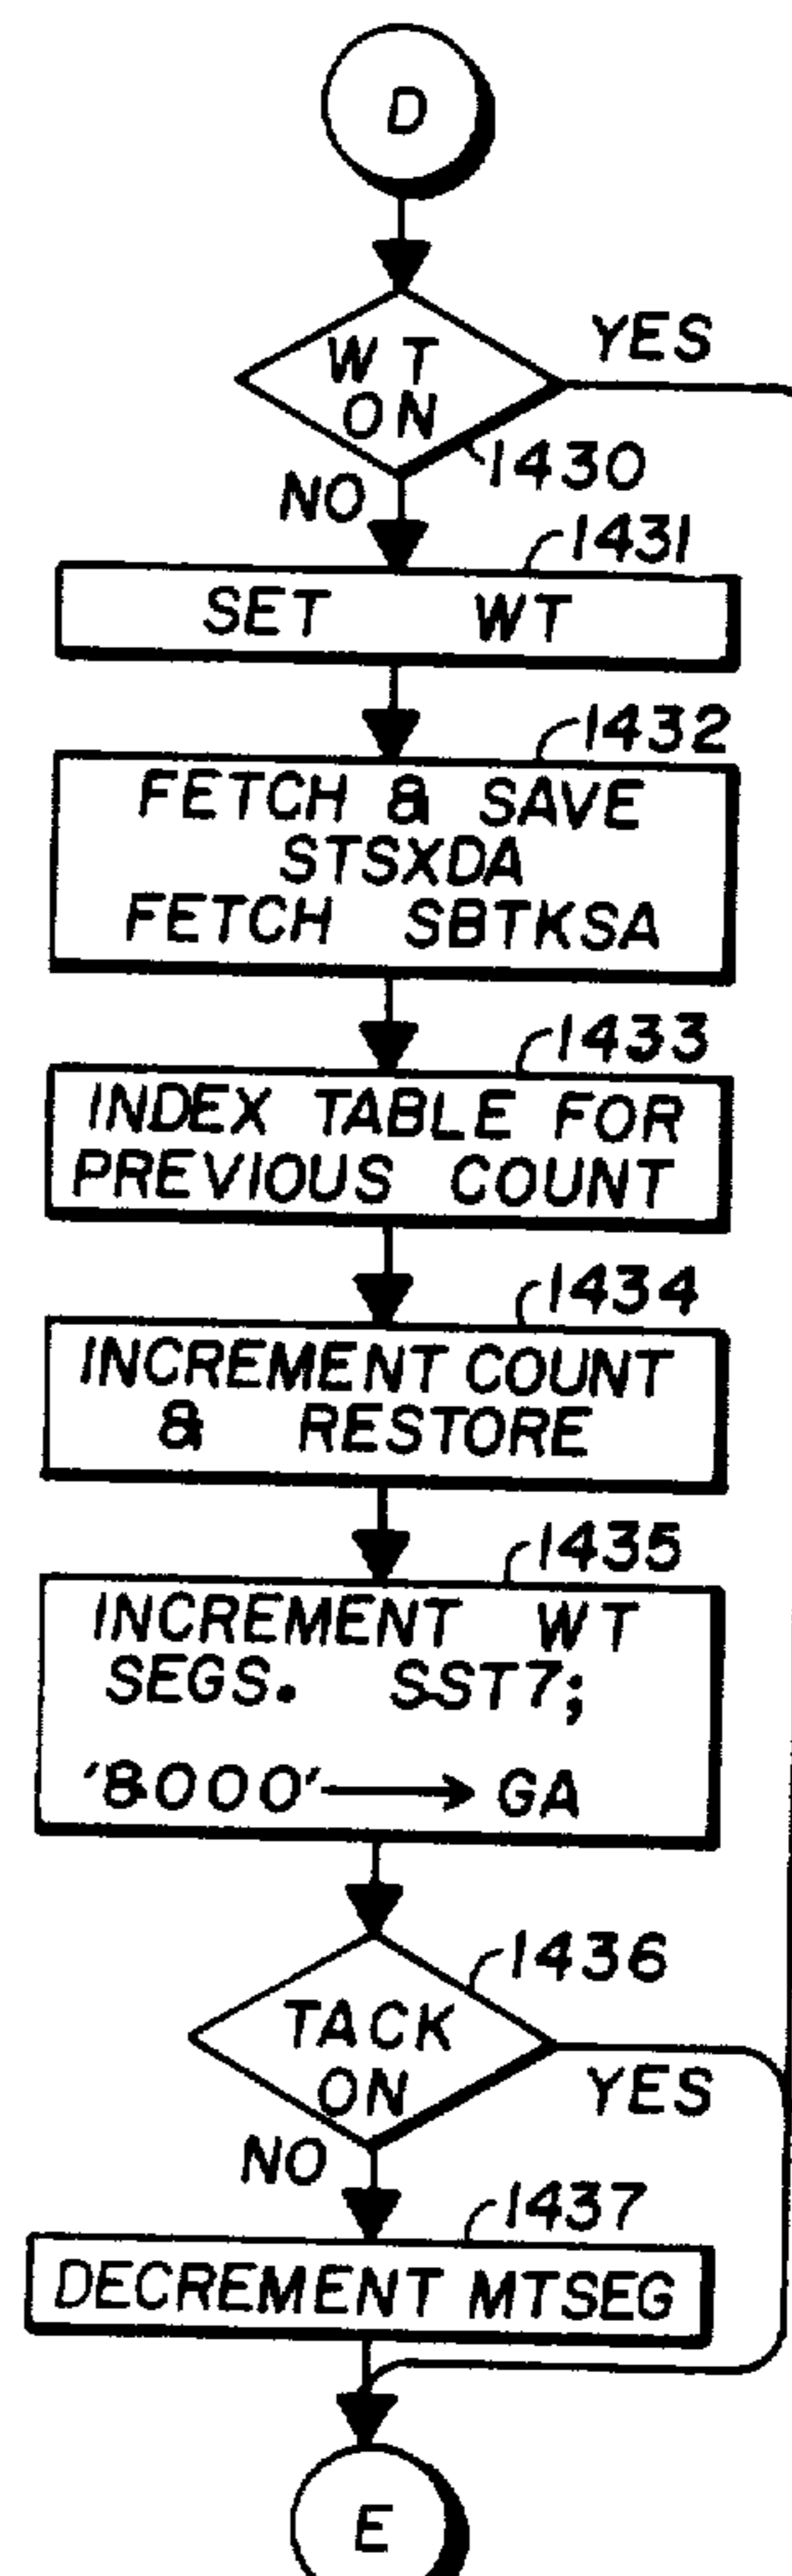 D
WT
ON
YES
1430
NO
1431
SET WT
1432
FETCH & SAVE
STSXDA
FETCH SBTKSA
1433
INDEX TABLE FOR
PREVIOUS COUNT
1434
INCREMENT COUNT
& RESTORE
1435
INCREMENT WT
SEGS. SST7;
'8000' → GA
1436
TACK
ON
YES
NO
1437
DECREMENT MTSEG
E